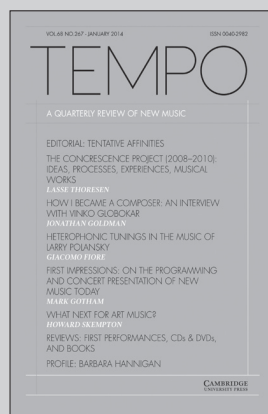 VOL.68 NO.267 - JANUARY 2014 ISSN 0040-2982
TEMPO
A QUARTERLY REVIEW OF NEW MUSIC
EDITORIAL: TENTATIVE AFFINITIES
THE CONCRESCENCE PROJECT (2008–2010):
IDEAS, PROCESSES, EXPERIENCES, MUSICAL
WORKS
LASSE THORESEN
HOW I BECAME A COMPOSER: AN INTERVIEW
WITH VINKO GLOBOKAR
JONATHAN GOLDMAN
HETEROPHONIC TUNINGS IN THE MUSIC OF
LARRY POLANSKY
GIACOMO FIORE
FIRST IMPRESSIONS: ON THE PROGRAMMING
AND CONCERT PRESENTATION OF NEW
MUSIC TODAY
MARK GOTHAM
WHAT NEXT FOR ART MUSIC?
HOWARD SKEMPTON
REVIEWS: FIRST PERFORMANCES, CDs & DVDs,
AND BOOKS
PROFILE: BARBARA HANNIGAN
CAMBRIDGE
UNIVERSITY PRESS